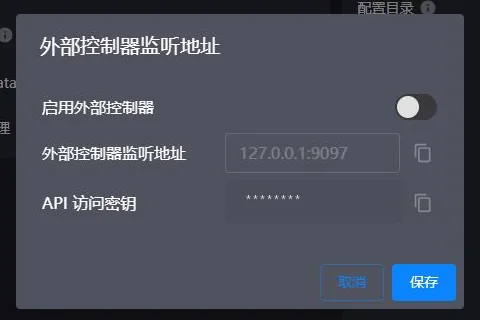 配置目录
ata
理
外部控制器监听地址
启用外部控制器
外部控制器监听地址
127.0.0.1:9097
API 访问密钥
********
取消
保存